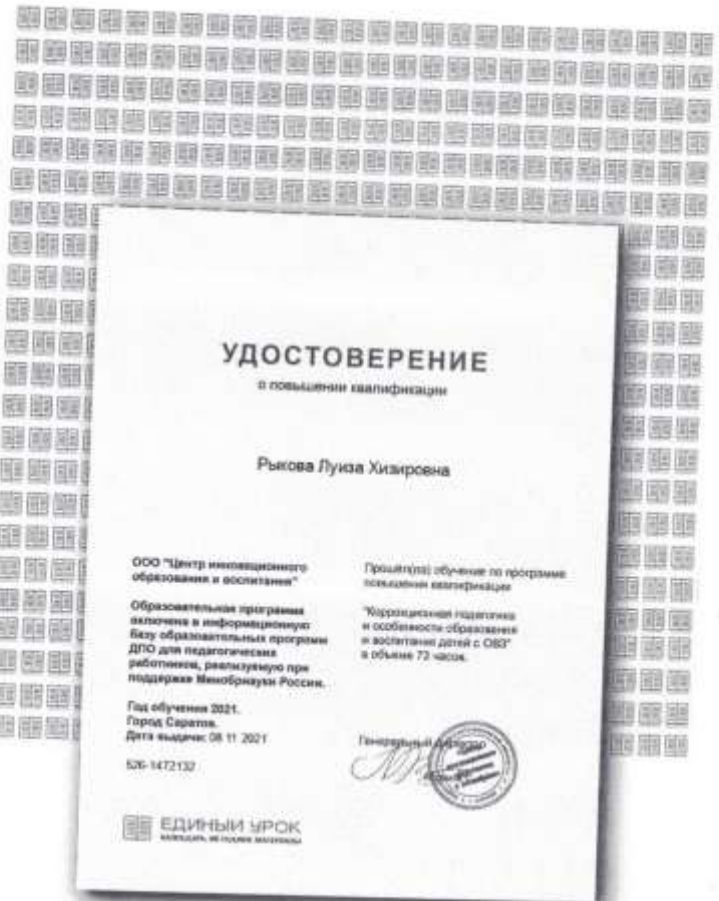 УДОСТОВЕРЕНИЕ
о повышении квалификации
Рыкова Луиза Хизировна
ООО "Центр инновационного
образования и воспитания"
Образовательная программа
включена в информационную
базу образовательных программ
ДПО для педагогических
работников, реализуемую при
поддержке Минобрнауки России.
Год обучения 2021.
Город Саратов.
Дата выдачи: 08 11 2021
526-1472132
Прошёл(ла) обучение по программе
повышения квалификации
"Коррекционная педагогика
и особенности образования
и воспитания детей с ОВЗ"
в объёме 73 часов.
Генеральный директор
ЕДИНЫЙ УРОК